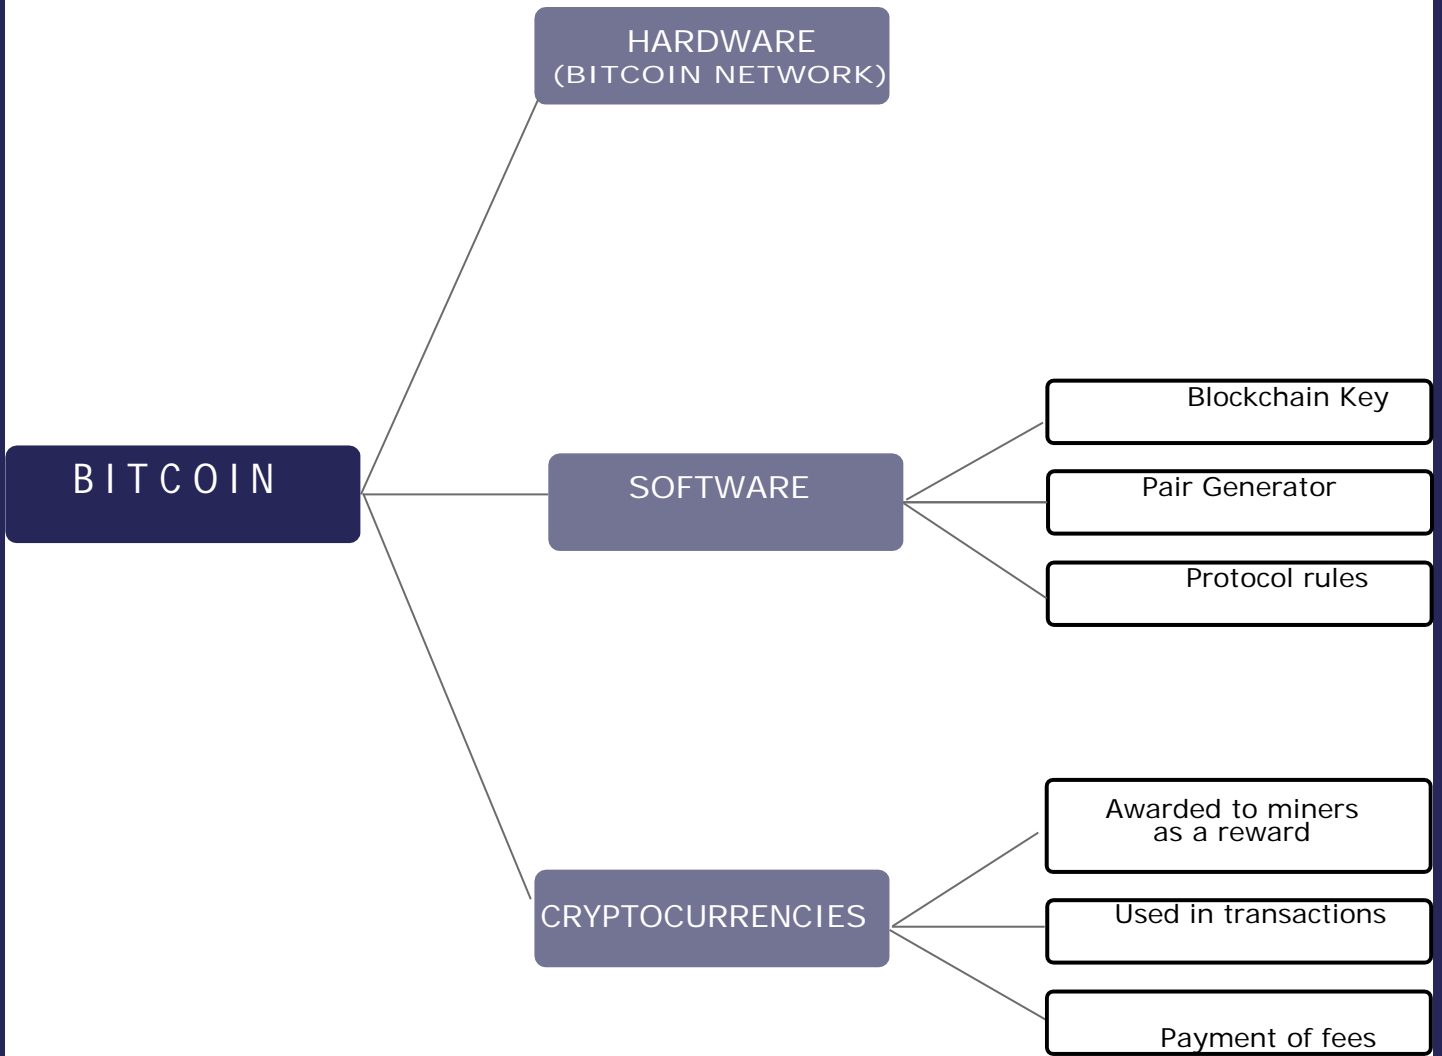 HARDWARE
(BITCOIN NETWORK)
BITCOIN
SOFTWARE
Blockchain Key
Pair Generator
Protocol rules
CRYPTOCURRENCIES
Awarded to miners
as a reward
Used in transactions
Payment of fees